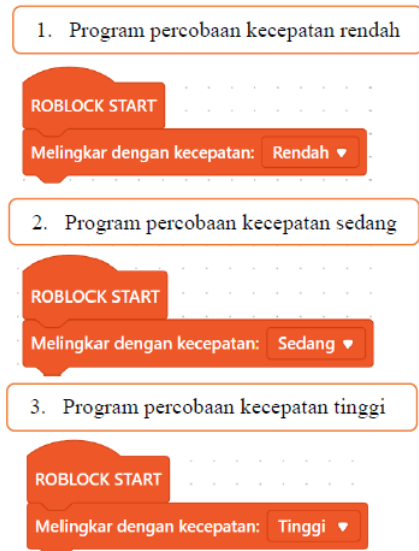 1. Program percobaan kecepatan rendah
ROBLOCK START
Melingkar dengan kecepatan: Rendah ▼
2. Program percobaan kecepatan sedang
ROBLOCK START
Melingkar dengan kecepatan: Sedang ▼
3. Program percobaan kecepatan tinggi
ROBLOCK START
Melingkar dengan kecepatan: Tinggi ▼